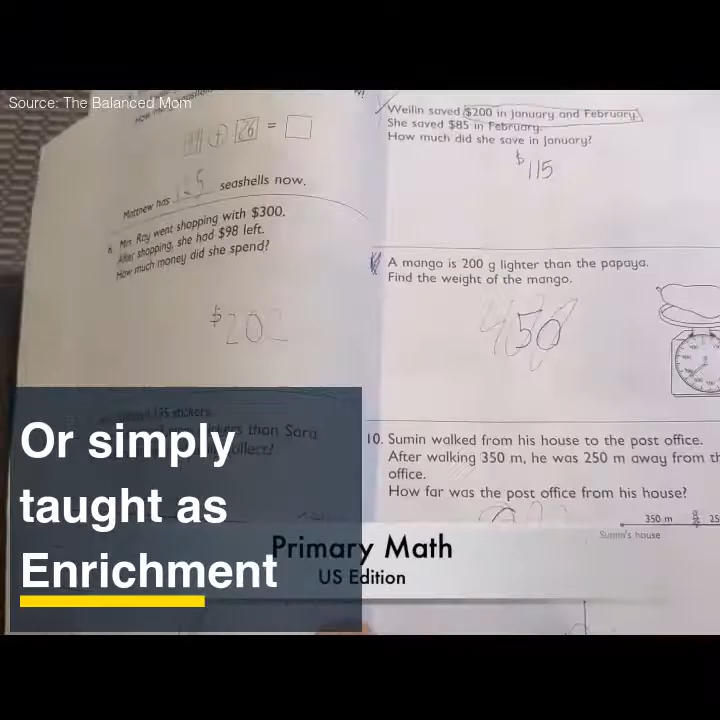 Source: The Balanced Mom
26 =
Matthew has seashells now.
Mrs. Ray went shopping with $300.
After shopping, she had $98 left.
How much money did she spend?
$202
stickers than Sara
Weilin saved $200 in January and February.
She saved $85 in February.
How much did she save in January?
$115
A mango is 200 g lighter than the papaya.
Find the weight of the mango.
10. Sumin walked from his house to the post office.
After walking 350 m, he was 250 m away from
office.
How far was the post office from his house?
350 m
Sumin's house
Or simply
taught as
Enrichment
Primary Math
US Edition